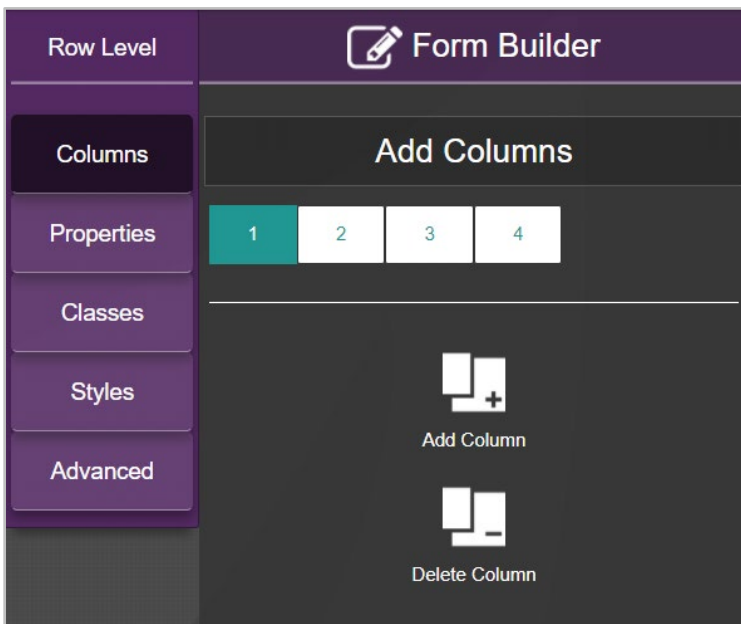 Row Level
Form Builder
Columns
Properties
Classes
Styles
Advanced
Add Columns
1 2 3 4
Add Column
Delete Column